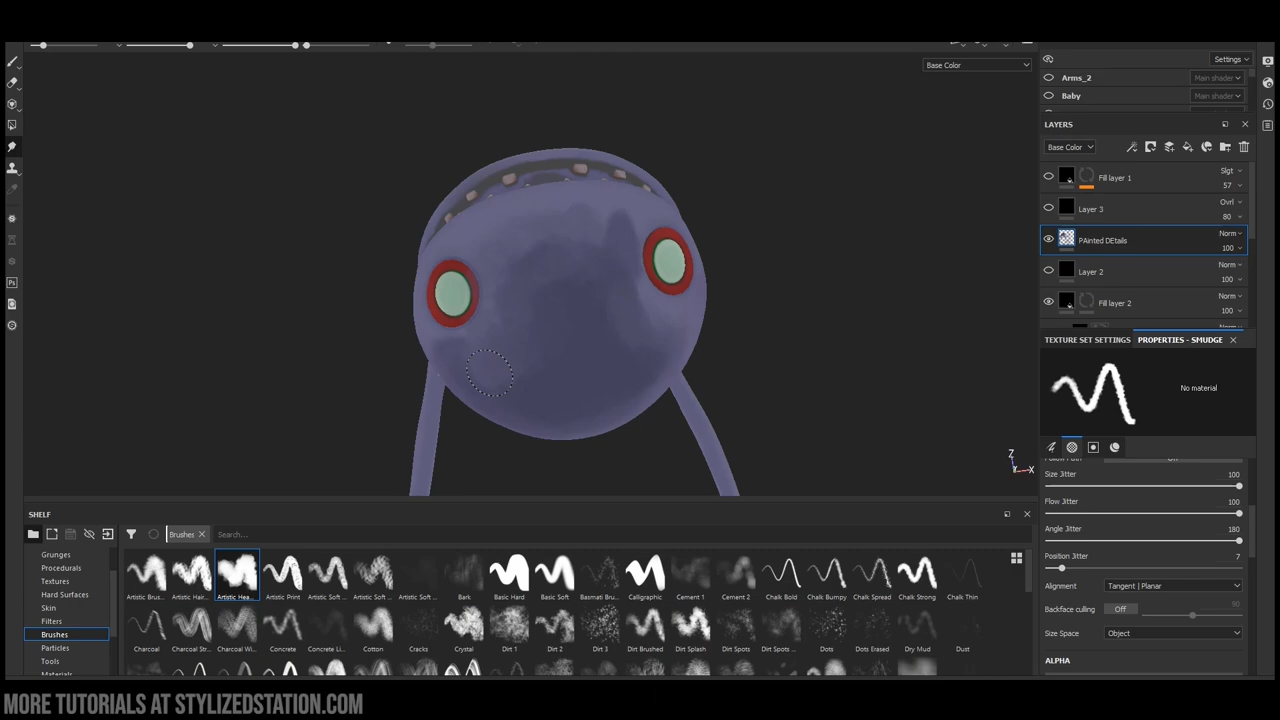 Base Color
Settings
Arms_2
Main shader
Baby
Main shader
LAYERS
Base Color
Fill layer 1
Slgt
57
Layer 3
Ovrl
80
PAinted DEtails
Norm
100
Layer 2
Norm
100
Fill layer 2
Norm
100
TEXTURE SET SETTINGS
PROPERTIES - SMUDGE
No material
Size Jitter
100
Flow Jitter
100
Angle Jitter
180
Position Jitter
7
Alignment
Tangent | Planar
Backface culling
Off
90
Size Space
Object
ALPHA
Z
Y
X
Ps
SHELF
Brushes
Search...
Grunges
Procedurals
Textures
Hard Surfaces
Skin
Filters
Brushes
Particles
Tools
Materials
Artistic Brus...
Artistic Hair...
Artistic Hea...
Artistic Print
Artistic Soft ...
Artistic Soft ...
Artistic Soft ...
Bark
Basic Hard
Basic Soft
Basmati Bru...
Calligraphic
Cement 1
Cement 2
Chalk Bold
Chalk Bumpy
Chalk Spread
Chalk Strong
Chalk Thin
Charcoal
Charcoal Str...
Charcoal Wi...
Concrete
Concrete Li...
Cotton
Cracks
Crystal
Dirt 1
Dirt 2
Dirt 3
Dirt Brushed
Dirt Splash
Dirt Spots
Dirt Spots ...
Dots
Dots Erased
Dry Mud
Dust
MORE TUTORIALS AT STYLIZEDSTATION.COM